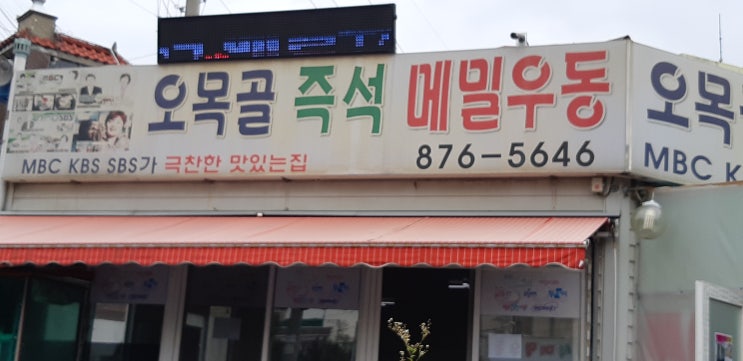 오목골 즉석 메밀우동
MBC KBS SBS가 극찬한 맛있는집
876-5646
오목
MBC K